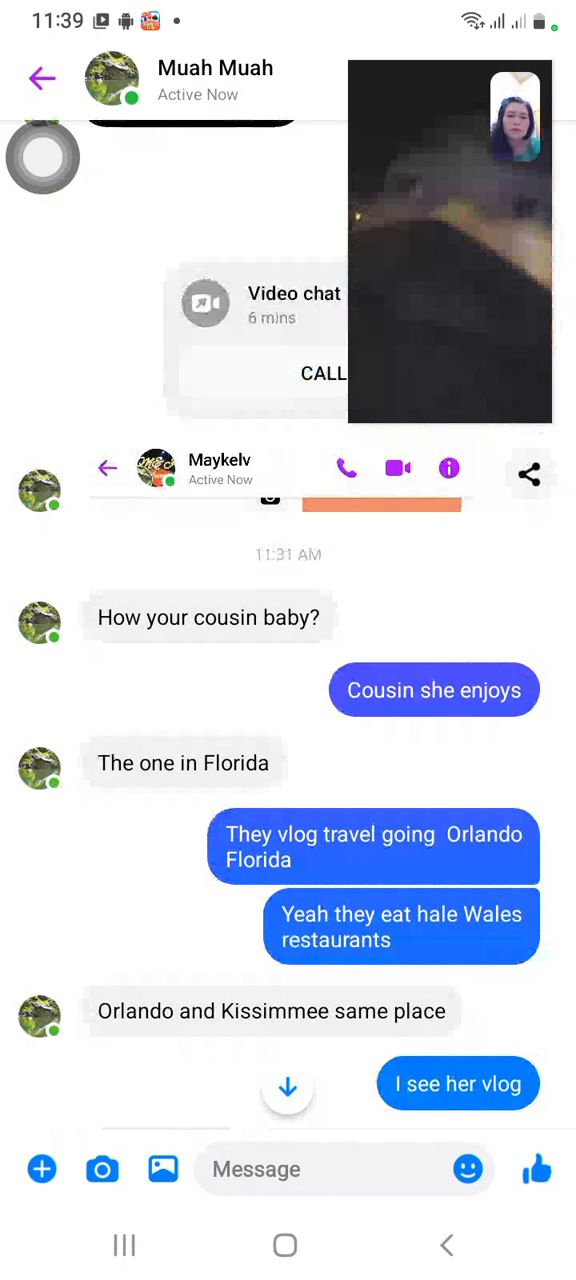 11:39
Muah Muah
Active Now
Video chat
6 mins
CALL
Maykelv
Active Now
11:31 AM
How your cousin baby?
Cousin she enjoys
The one in Florida
They vlog travel going Orlando
Florida
Yeah they eat hale Wales
restaurants
Orlando and Kissimmee same place
I see her vlog
Message